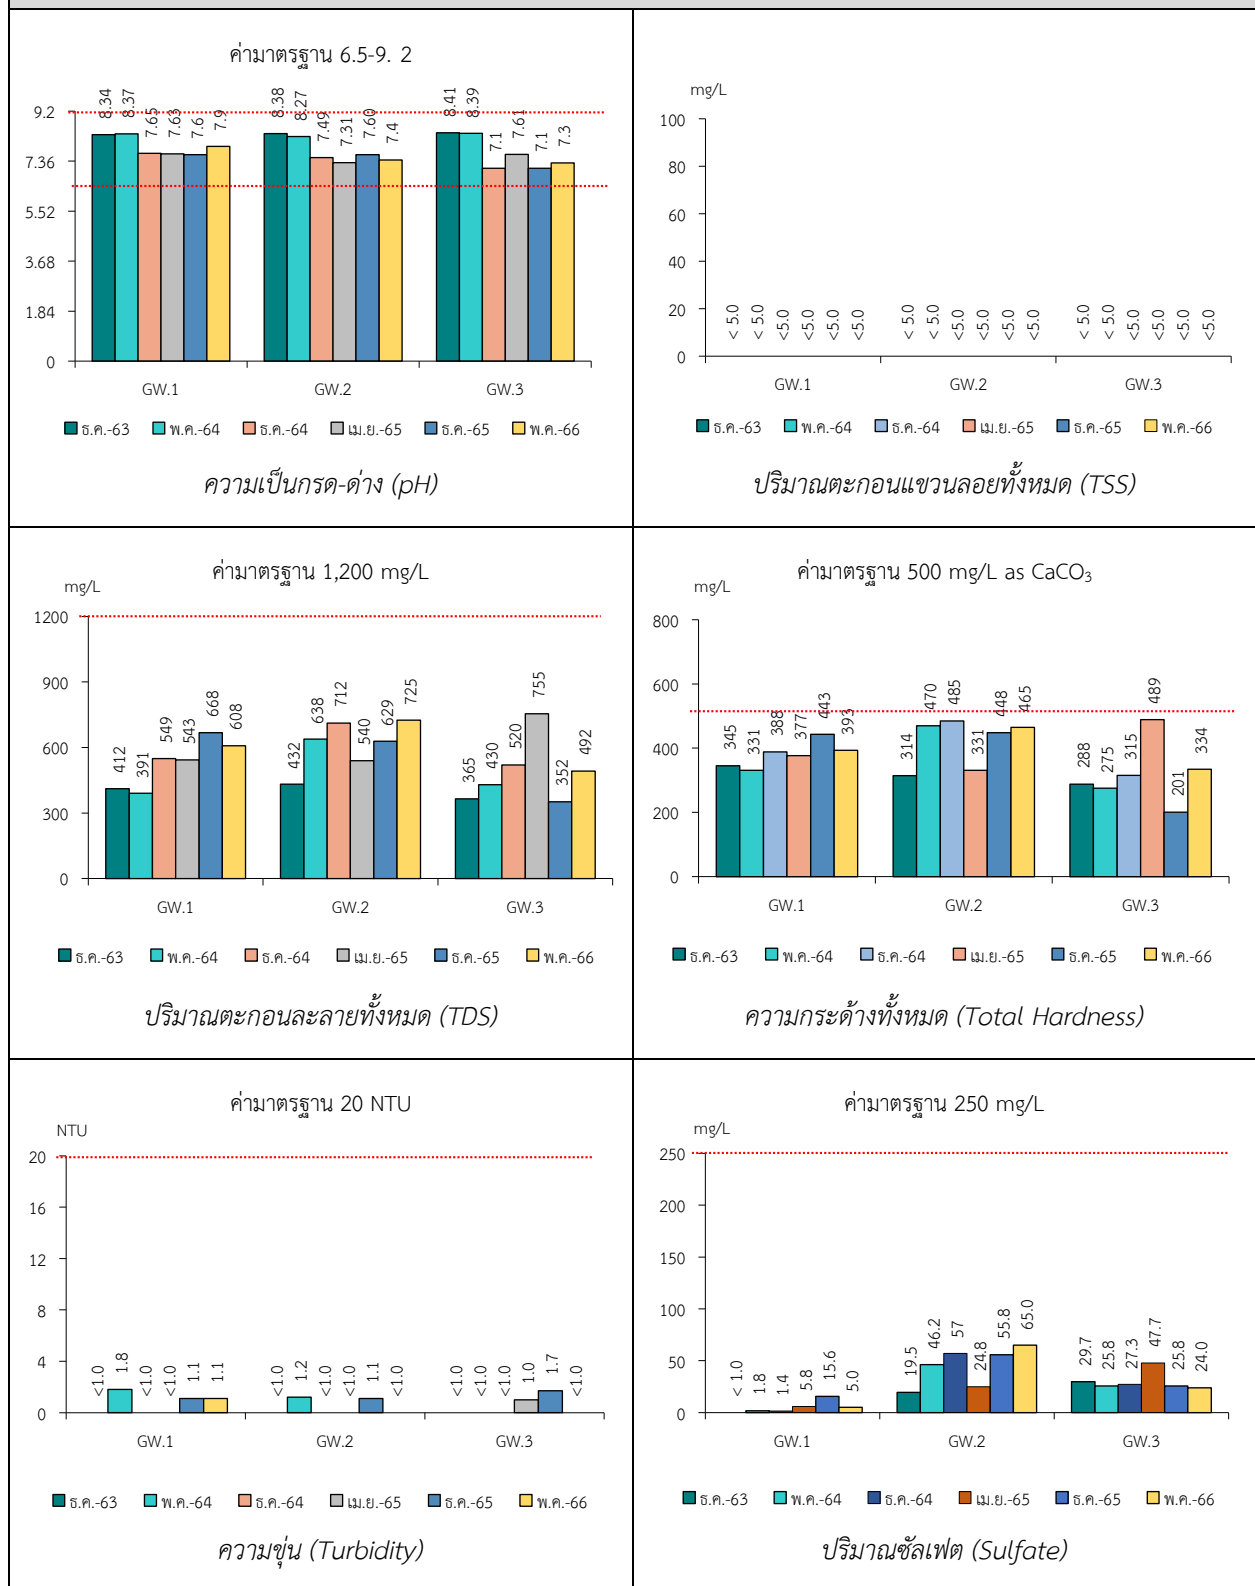 ค่ามาตรฐาน 6.5-9. 2
9.2
7.36
5.52
3.68
1.84
0
8.34 8.37 7.65 7.63 7.6 7.9
8.38 8.27 7.49 7.31 7.60 7.4
8.41 8.39 7.1 7.61 7.1 7.3
GW.1 GW.2 GW.3
ธ.ค.-63 พ.ค.-64 ธ.ค.-64 เม.ย.-65 ธ.ค.-65 พ.ค.-66
ความเป็นกรด-ด่าง (pH)
mg/L
100
80
60
40
20
0
< 5.0 < 5.0 <5.0 <5.0 <5.0 <5.0
< 5.0 < 5.0 <5.0 <5.0 <5.0 <5.0
< 5.0 < 5.0 <5.0 <5.0 <5.0 <5.0
GW.1 GW.2 GW.3
ธ.ค.-63 พ.ค.-64 ธ.ค.-64 เม.ย.-65 ธ.ค.-65 พ.ค.-66
ปริมาณตะกอนแขวนลอยทั้งหมด (TSS)
ค่ามาตรฐาน 1,200 mg/L
mg/L
1200
900
600
300
0
412 391 549 543 668 608
432 638 712 540 629 725
365 430 520 755 352 492
GW.1 GW.2 GW.3
ธ.ค.-63 พ.ค.-64 ธ.ค.-64 เม.ย.-65 ธ.ค.-65 พ.ค.-66
ปริมาณตะกอนละลายทั้งหมด (TDS)
ค่ามาตรฐาน 500 mg/L as CaCO₃
mg/L
800
600
400
200
0
345 331 388 377 443 393
314 470 485 331 448 465
288 275 315 489 201 334
GW.1 GW.2 GW.3
ธ.ค.-63 พ.ค.-64 ธ.ค.-64 เม.ย.-65 ธ.ค.-65 พ.ค.-66
ความกระด้างทั้งหมด (Total Hardness)
ค่ามาตรฐาน 20 NTU
NTU
20
16
12
8
4
0
<1.0 1.8 <1.0 <1.0 1.1 1.1
<1.0 1.2 <1.0 <1.0 1.1 <1.0
<1.0 <1.0 <1.0 1.0 1.7 <1.0
GW.1 GW.2 GW.3
ธ.ค.-63 พ.ค.-64 ธ.ค.-64 เม.ย.-65 ธ.ค.-65 พ.ค.-66
ความขุ่น (Turbidity)
ค่ามาตรฐาน 250 mg/L
mg/L
250
200
150
100
50
0
< 1.0 1.8 1.4 5.8 15.6 5.0
19.5 46.2 57 24.8 55.8 65.0
29.7 25.8 27.3 47.7 25.8 24.0
GW.1 GW.2 GW.3
ธ.ค.-63 พ.ค.-64 ธ.ค.-64 เม.ย.-65 ธ.ค.-65 พ.ค.-66
ปริมาณซัลเฟต (Sulfate)